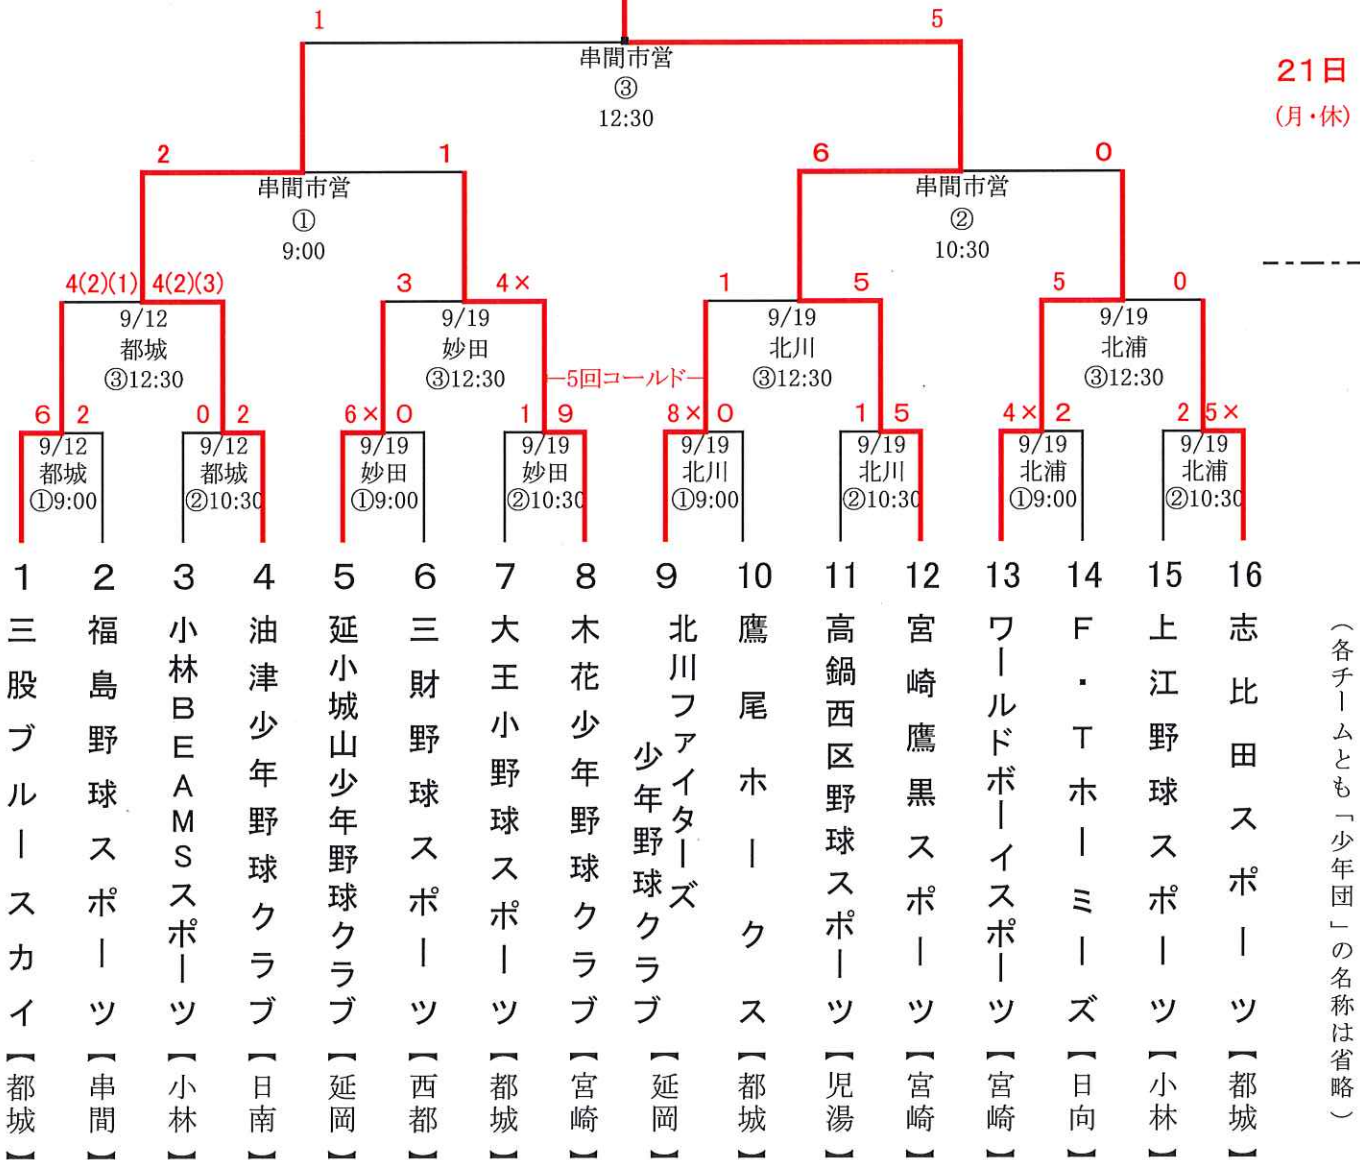 1 5
串間市営
③
12:30
21日
(月・休)
2 1 6 0
串間市営 串間市営
① ②
9:00 10:30
4(2)(1) 4(2)(3) 3 4× 1 5 5 0
9/12 9/19 9/19 9/19
都城 妙田 北川 北浦
③12:30 ③12:30 ③12:30 ③12:30
5回コールド
6 2 0 2 6× 0 1 9 8× 0 1 5 4× 2 2 5×
9/12 9/12 9/19 9/19 9/19 9/19 9/19 9/19
都城 都城 妙田 妙田 北川 北川 北浦 北浦
①9:00 ②10:30 ①9:00 ②10:30 ①9:00 ②10:30 ①9:00 ②10:30
1 三股ブルースカイ【都城】
2 福島野球スポーツ【串間】
3 小林BEAMSスポーツ【小林】
4 油津少年野球クラブ【日南】
5 延小城山少年野球クラブ【延岡】
6 三財野球スポーツ【西都】
7 大王小野球スポーツ【都城】
8 木花少年野球クラブ【宮崎】
9 北川ファイターズ
少年野球クラブ【延岡】
10 鷹尾ホークス【都城】
11 高鍋西区野球スポーツ【児湯】
12 宮崎鷹黒スポーツ【宮崎】
13 ワールドボーイスポーツ【宮崎】
14 F・Tホーミーズ【日向】
15 上江野球スポーツ【小林】
16 志比田スポーツ【都城】
（各チームとも「少年団」の名称は省略）